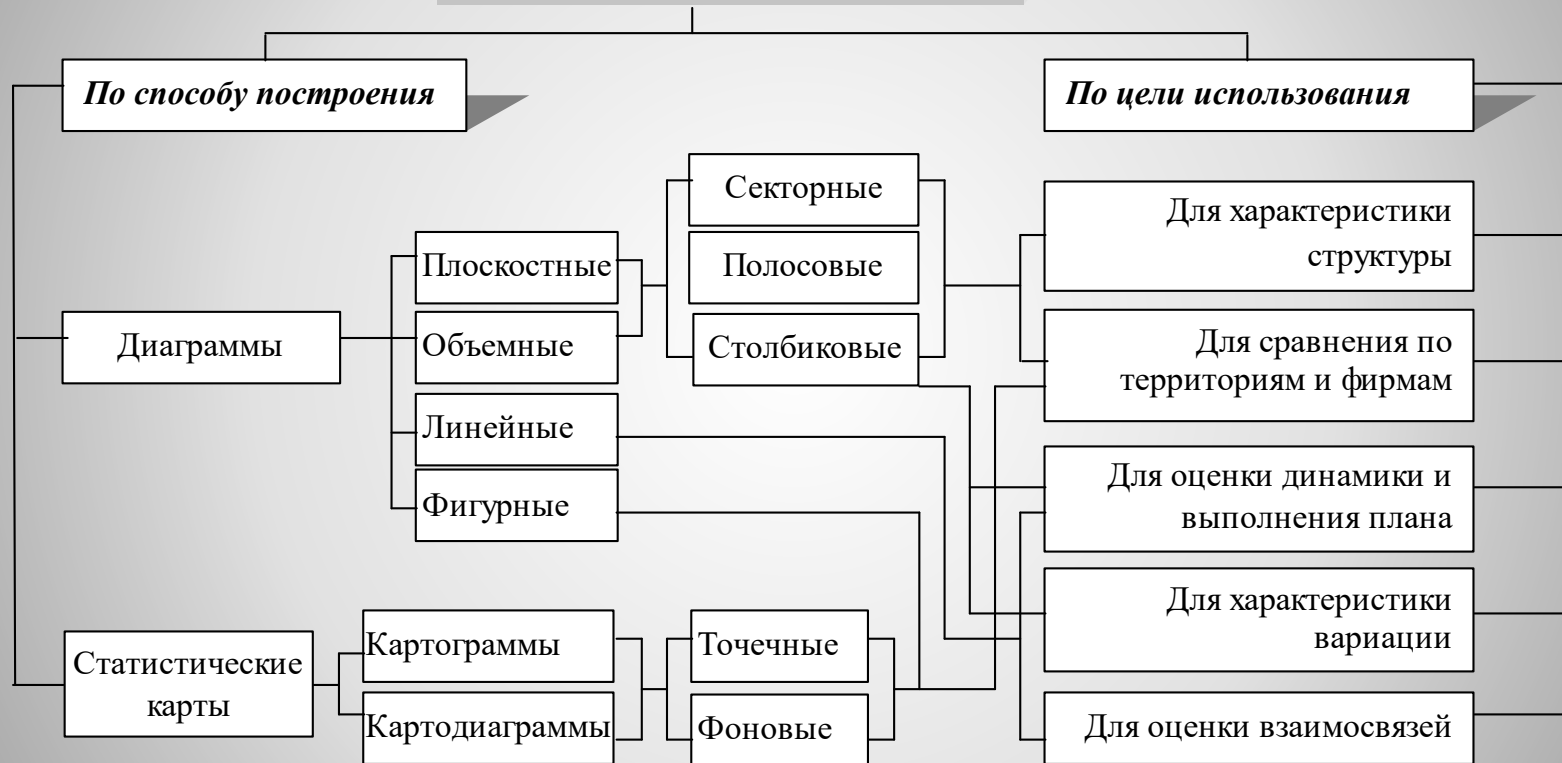 По способу построения
По цели использования
Секторные
Для характеристики
структуры
Плоскостные
Полосовые
Диаграммы
Объемные
Столбиковые
Для сравнения по
территориям и фирмам
Линейные
Для оценки динамики и
выполнения плана
Фигурные
Для характеристики
вариации
Статистические
карты
Картограммы
Точечные
Картодиаграммы
Фоновые
Для оценки взаимосвязей